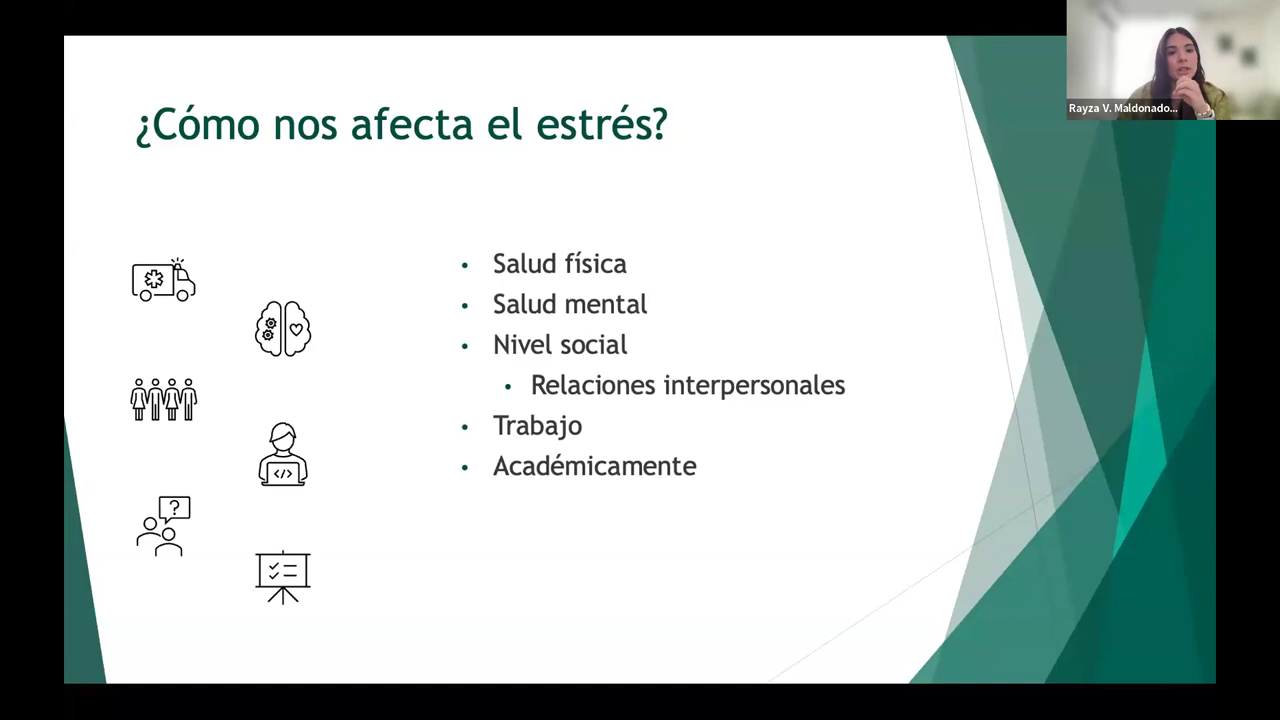 Rayza V. Maldonado...
¿Cómo nos afecta el estrés?
• Salud física
• Salud mental
• Nivel social
• Relaciones interpersonales
• Trabajo
• Académicamente
?
</>